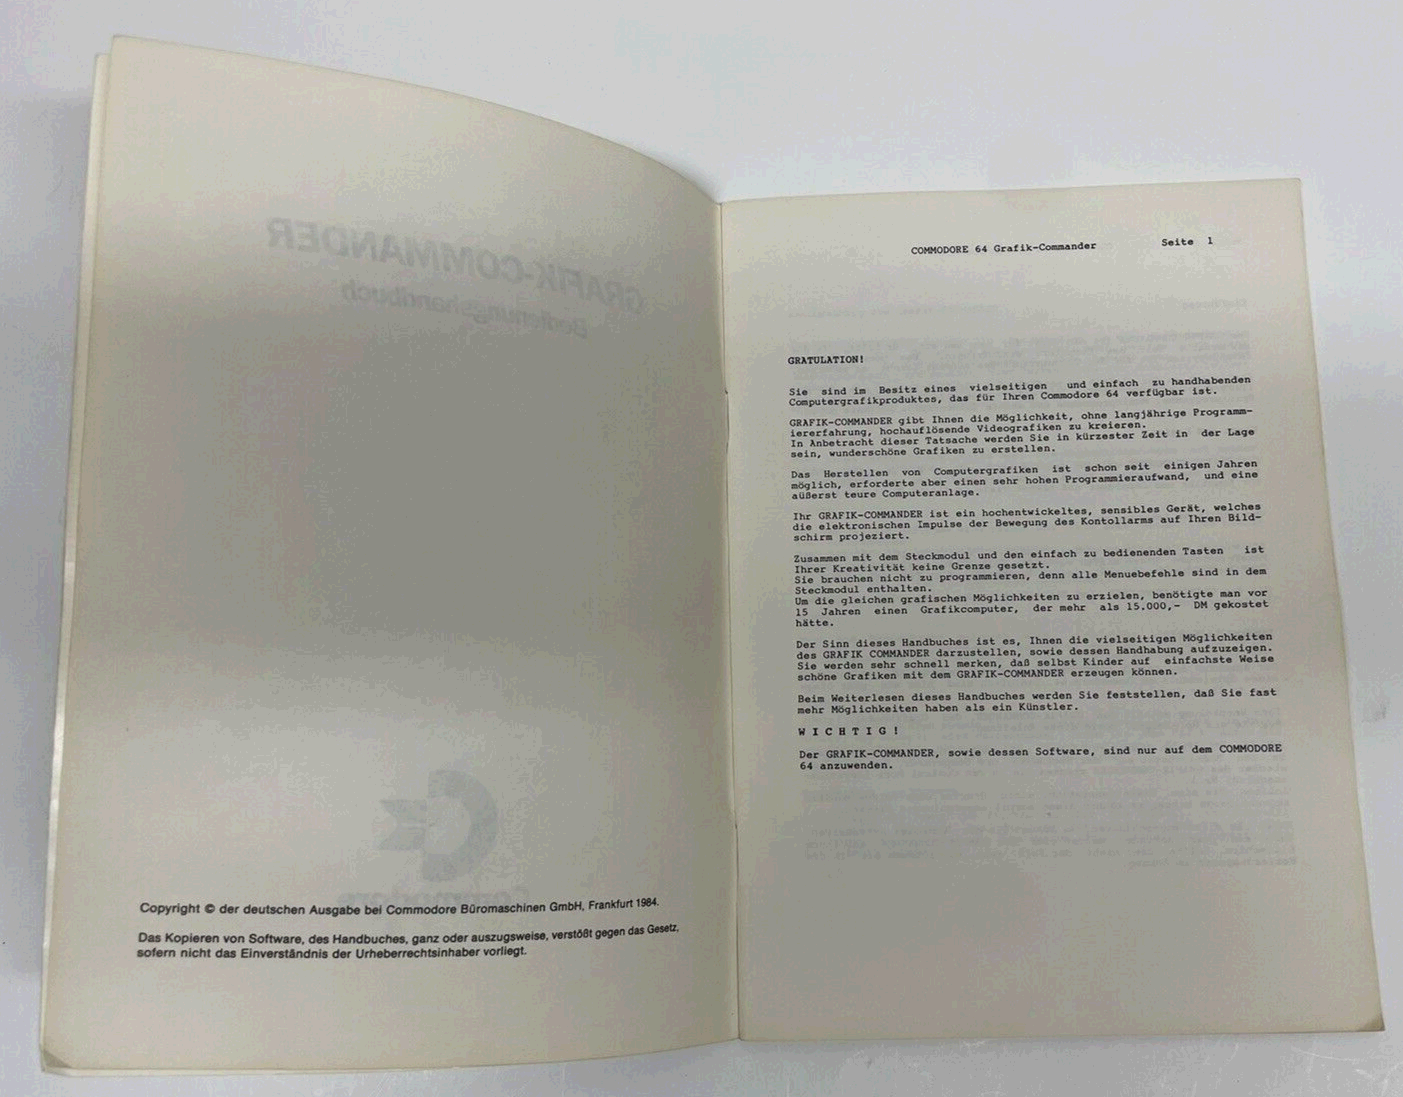 GRAFIK-COMMANDER
Bedienungshandbuch
Commodore
Copyright © der deutschen Ausgabe bei Commodore Büromaschinen GmbH, Frankfurt 1984.
Das Kopieren von Software, des Handbuches, ganz oder auszugsweise, verstößt gegen das Gesetz,
sofern nicht das Einverständnis der Urheberrechtsinhaber vorliegt.
COMMODORE 64 Grafik-Commander Seite 1
GRATULATION!
Sie sind im Besitz eines vielseitigen und einfach zu handhabenden
Computergrafikproduktes, das für Ihren Commodore 64 verfügbar ist.
GRAFIK-COMMANDER gibt Ihnen die Möglichkeit, ohne langjährige Programm-
iererfahrung, hochauflösende Videografiken zu kreieren.
In Anbetracht dieser Tatsache werden Sie in kürzester Zeit in der Lage
sein, wunderschöne Grafiken zu erstellen.
Das Herstellen von Computergrafiken ist schon seit einigen Jahren
möglich, erforderte aber einen sehr hohen Programmieraufwand, und eine
äußerst teure Computeranlage.
Ihr GRAFIK-COMMANDER ist ein hochentwickeltes, sensibles Gerät, welches
die elektronischen Impulse der Bewegung des Kontollarms auf Ihren Bild-
schirm projeziert.
Zusammen mit dem Steckmodul und den einfach zu bedienenden Tasten ist
Ihrer Kreativität keine Grenze gesetzt.
Sie brauchen nicht zu programmieren, denn alle Menuebefehle sind in dem
Steckmodul enthalten.
Um die gleichen grafischen Möglichkeiten zu erzielen, benötigte man vor
15 Jahren einen Grafikcomputer, der mehr als 15.000,- DM gekostet
hätte.
Der Sinn dieses Handbuches ist es, Ihnen die vielseitigen Möglichkeiten
des GRAFIK COMMANDER darzustellen, sowie dessen Handhabung aufzuzeigen.
Sie werden sehr schnell merken, daß selbst Kinder auf einfachste Weise
schöne Grafiken mit dem GRAFIK-COMMANDER erzeugen können.
Beim Weiterlesen dieses Handbuches werden Sie feststellen, daß Sie fast
mehr Möglichkeiten haben als ein Künstler.
W I C H T I G !
Der GRAFIK-COMMANDER, sowie dessen Software, sind nur auf dem COMMODORE
64 anzuwenden.